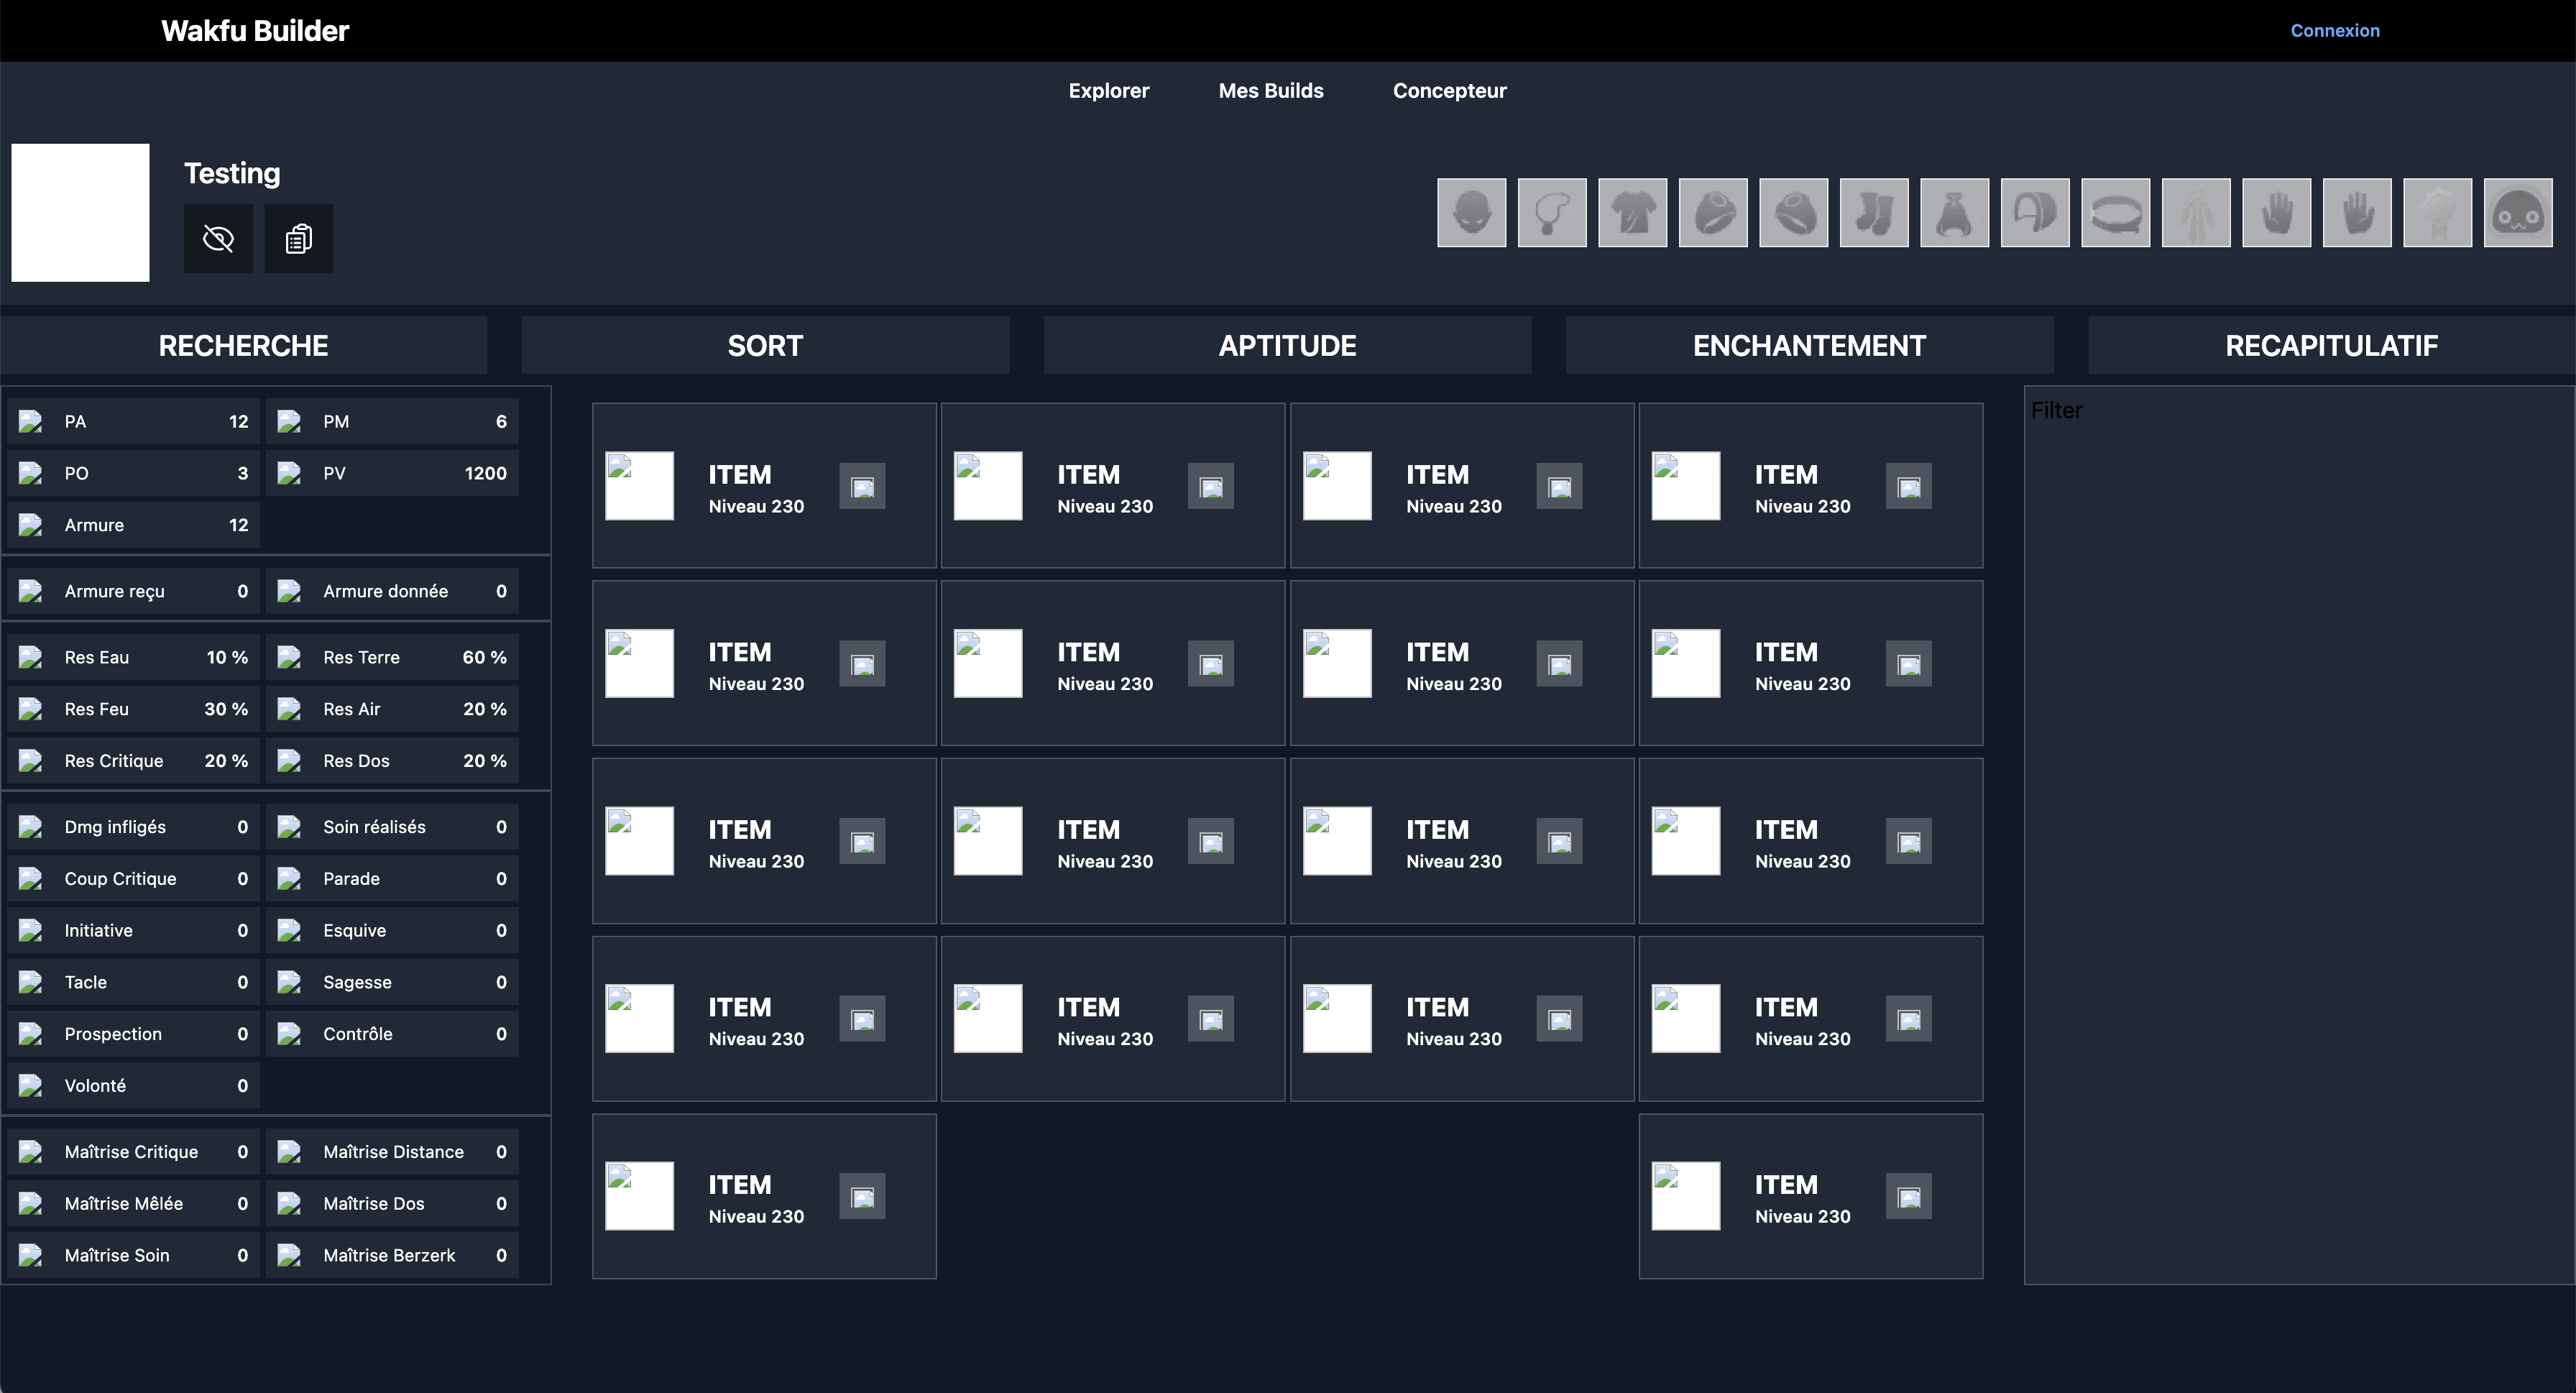 Wakfu Builder
Connexion
Explorer Mes Builds Concepteur
Testing
RECHERCHE SORT APTITUDE ENCHANTEMENT RECAPITULATIF
PA 12 PM 6
PO 3 PV 1200
Armure 12
Armure reçu 0 Armure donnée 0
Res Eau 10 % Res Terre 60 %
Res Feu 30 % Res Air 20 %
Res Critique 20 % Res Dos 20 %
Dmg infligés 0 Soin réalisés 0
Coup Critique 0 Parade 0
Initiative 0 Esquive 0
Tacle 0 Sagesse 0
Prospection 0 Contrôle 0
Volonté 0
Maîtrise Critique 0 Maîtrise Distance 0
Maîtrise Mêlée 0 Maîtrise Dos 0
Maîtrise Soin 0 Maîtrise Berzerk 0
ITEM ITEM ITEM ITEM
Niveau 230 Niveau 230 Niveau 230 Niveau 230
ITEM ITEM ITEM ITEM
Niveau 230 Niveau 230 Niveau 230 Niveau 230
ITEM ITEM ITEM ITEM
Niveau 230 Niveau 230 Niveau 230 Niveau 230
ITEM ITEM ITEM ITEM
Niveau 230 Niveau 230 Niveau 230 Niveau 230
ITEM ITEM
Niveau 230 Niveau 230
Filter